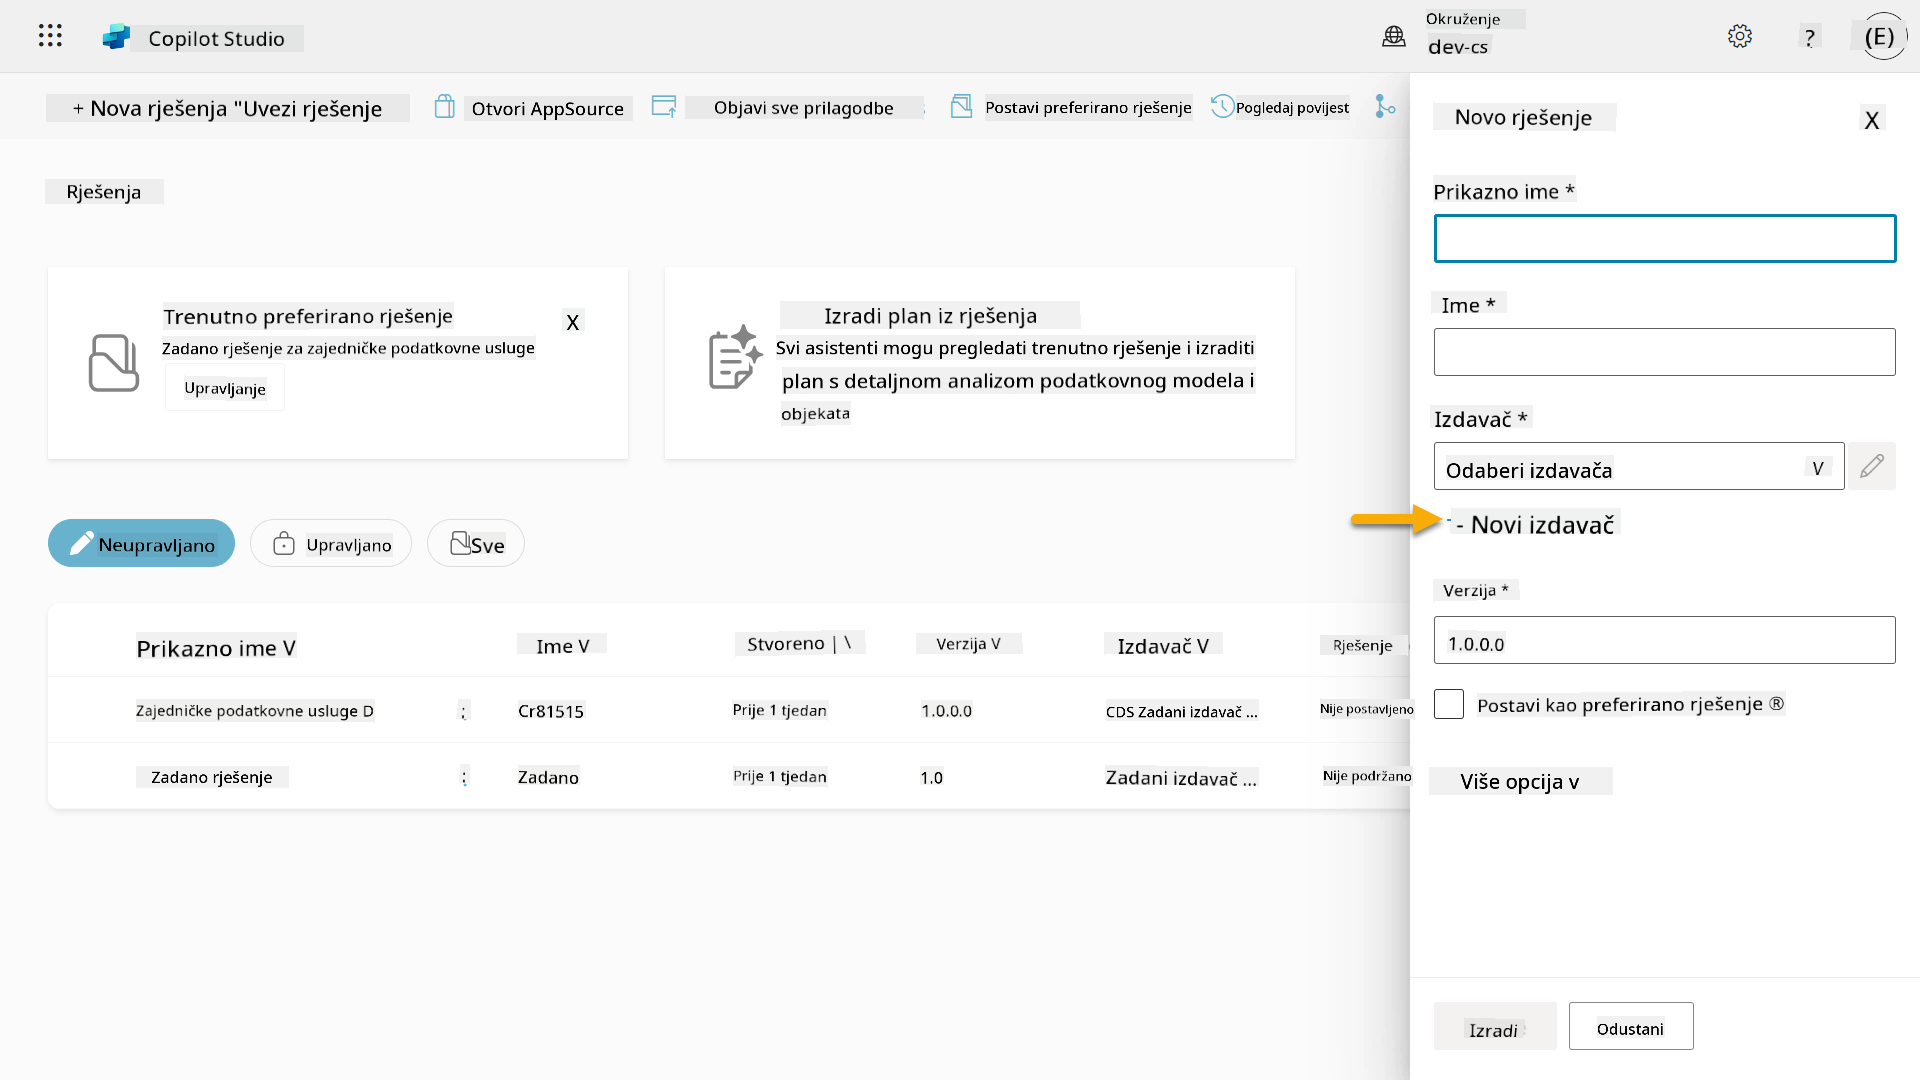 Copilot Studio
Okruženje
dev-cs
?
(E)
+ Nova rješenja "Uvezi rješenje
Otvori AppSource
Objavi sve prilagodbe
Postavi preferirano rješenje
Pogledaj povijest
Rješenja
Trenutno preferirano rješenje
X
Zadano rješenje za zajedničke podatkovne usluge
Upravljanje
Izradi plan iz rješenja
Svi asistenti mogu pregledati trenutno rješenje i izraditi
plan s detaljnom analizom podatkovnog modela i
objekata
Neupravljano
Upravljano
Sve
Prikazno ime V
Ime V
Stvoreno | \
Verzija V
Izdavač V
Rješenje
Zajedničke podatkovne usluge D
:
Cr81515
Prije 1 tjedan
1.0.0.0
CDS Zadani izdavač ...
Nije postavljeno
Zadano rješenje
:
Zadano
Prije 1 tjedan
1.0
Zadani izdavač ...
Nije podržano
Novo rješenje
X
Prikazno ime *
Ime *
Izdavač *
Odaberi izdavača
V
- Novi izdavač
Verzija *
1.0.0.0
Postavi kao preferirano rješenje ®
Više opcija v
Izradi
Odustani